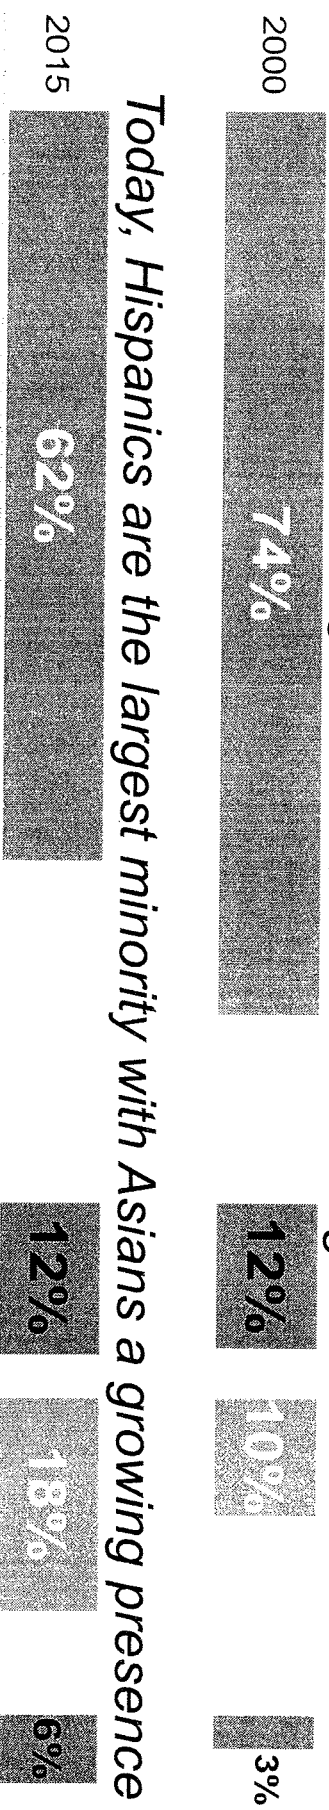 2000 74% 12% 10% 3%
Today, Hispanics are the largest minority with Asians a growing presence
2015 62% 12% 18% 6%